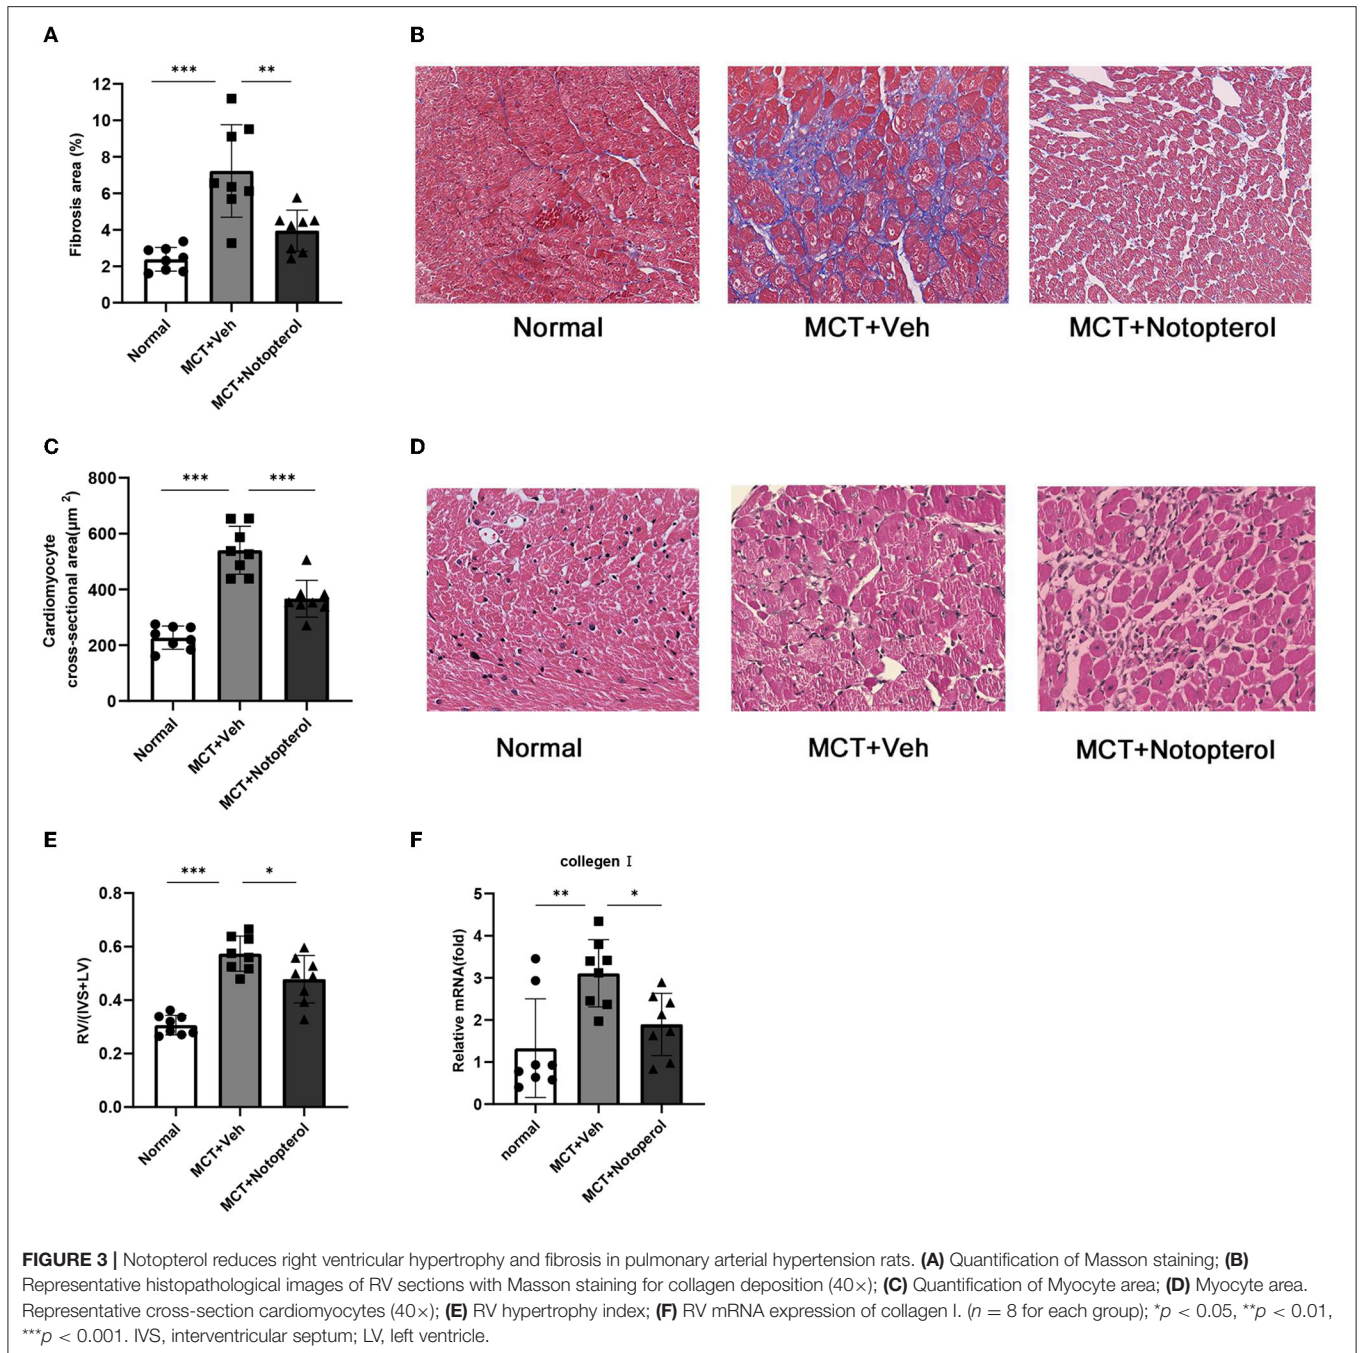 A
B
*** **
Fibrosis area (%)
12
10
8
6
4
2
0
Normal
MCT+Veh
MCT+Notopterol
Normal
MCT+Veh
MCT+Notopterol
C
D
*** ***
Cardiomyocyte
cross-sectional area(μm ²)
800
600
400
200
0
Normal
MCT+Veh
MCT+Notopterol
Normal
MCT+Veh
MCT+Notopterol
E
F
*** *
RV/(IVS+LV)
0.8
0.6
0.4
0.2
0.0
Normal
MCT+Veh
MCT+Notopterol
collegen I
** *
Relative mRNA(fold)
5
4
3
2
1
0
normal
MCT+Veh
MCT+Notoperol
FIGURE 3 | Notopterol reduces right ventricular hypertrophy and fibrosis in pulmonary arterial hypertension rats. (A) Quantification of Masson staining; (B)
Representative histopathological images of RV sections with Masson staining for collagen deposition (40×); (C) Quantification of Myocyte area; (D) Myocyte area.
Representative cross-section cardiomyocytes (40×); (E) RV hypertrophy index; (F) RV mRNA expression of collagen I. (n = 8 for each group); *p < 0.05, **p < 0.01,
***p < 0.001. IVS, interventricular septum; LV, left ventricle.